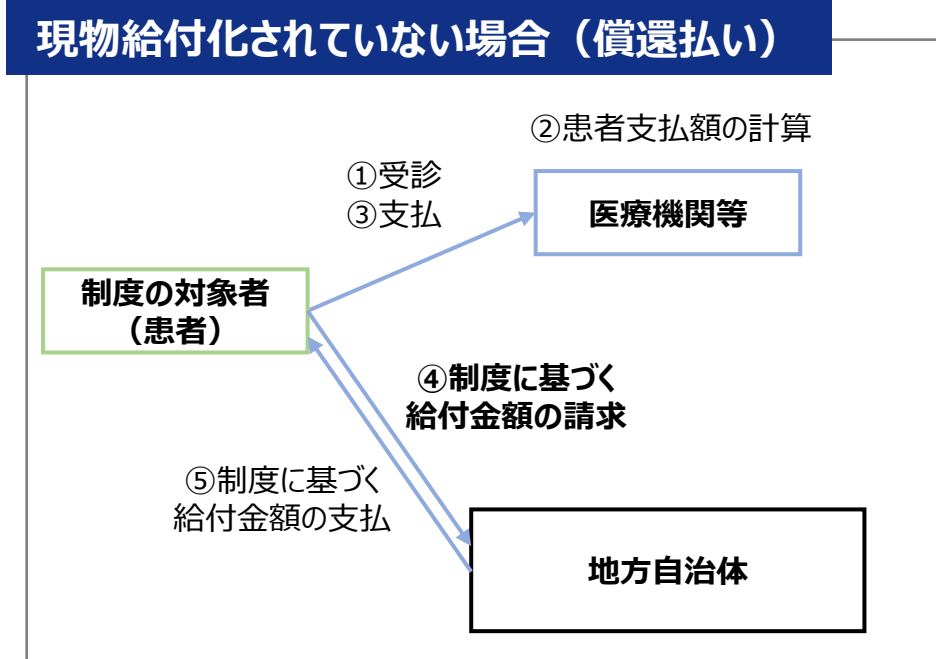 現物給付化されていない場合（償還払い）
②患者支払額の計算
①受診
③支払
医療機関等
制度の対象者
（患者）
④制度に基づく
給付金額の請求
⑤制度に基づく
給付金額の支払
地方自治体